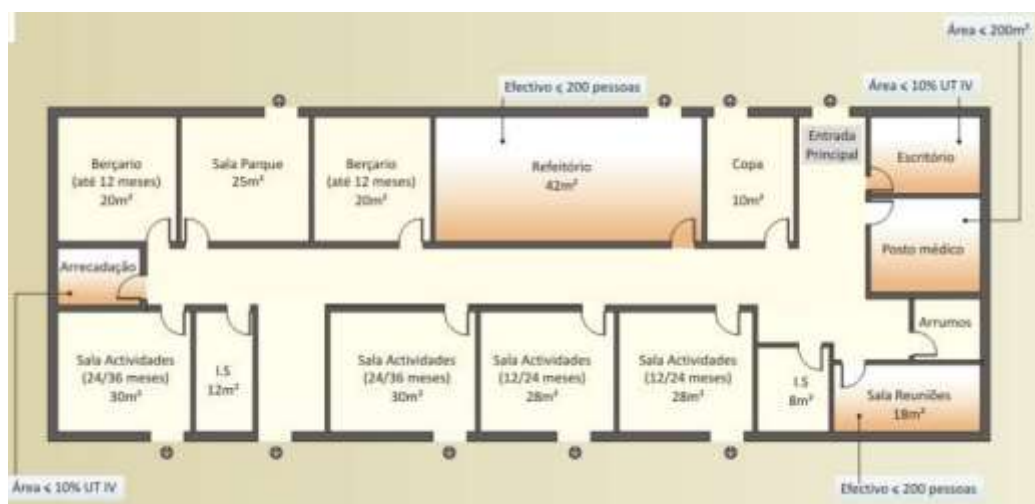 Área ≤ 200m²
Efectivo ≤ 200 pessoas
Área ≤ 10% UT IV
Berçario
(até 12 meses)
20m²
Sala Parque
25m²
Berçario
(até 12 meses)
20m²
Refeitório
42m²
Copa
10m²
Entrada
Principal
Escritório
Posto médico
Arrecadação
Arrumos
Sala Actividades
(24/36 meses)
30m²
I.S
12m²
Sala Actividades
(24/36 meses)
30m²
Sala Actividades
(12/24 meses)
28m²
Sala Actividades
(12/24 meses)
28m²
I.S
8m²
Sala Reuniões
18m²
Área ≤ 10% UT IV
Efectivo ≤ 200 pessoas